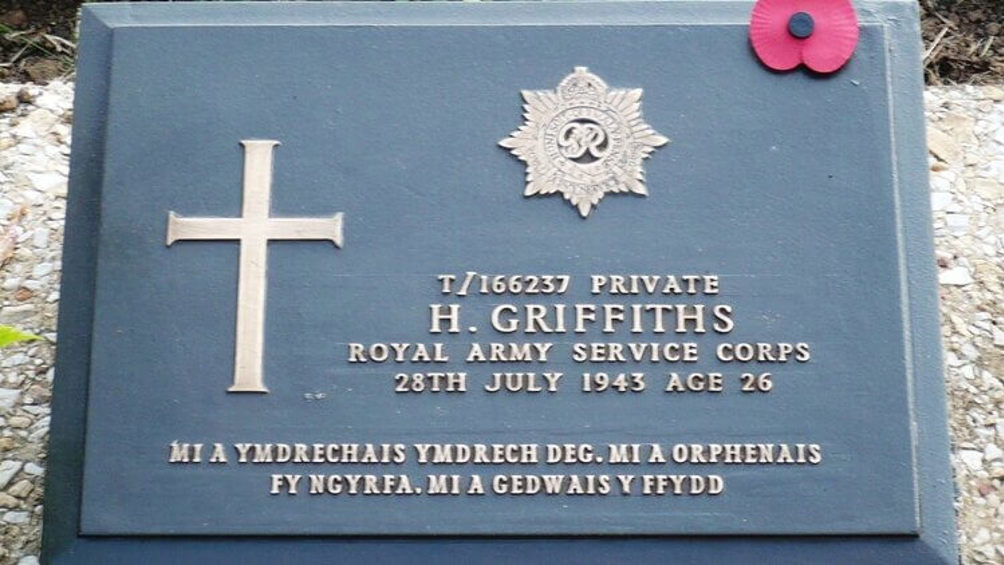 T/166237 PRIVATE
H. GRIFFITHS
ROYAL ARMY SERVICE CORPS
28TH JULY 1943 AGE 26
MI A YMDRECHAIS YMDRECH DEG. MI A ORPHENAIS
FY NGYRFA. MI A GEDWAIS Y FFYDD